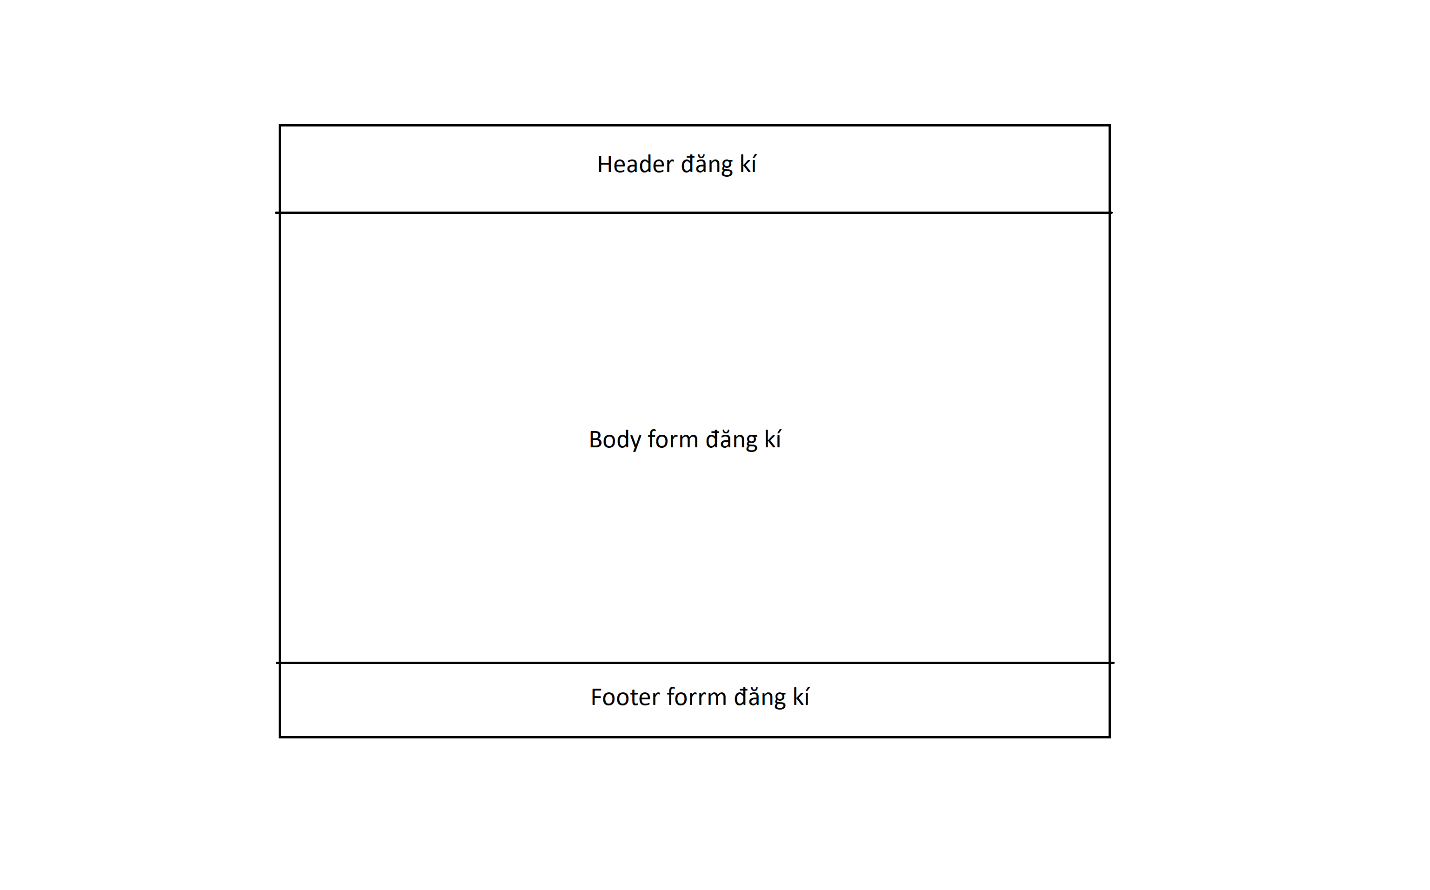 Header đăng kí
Body form đăng kí
Footer forrm đăng kí